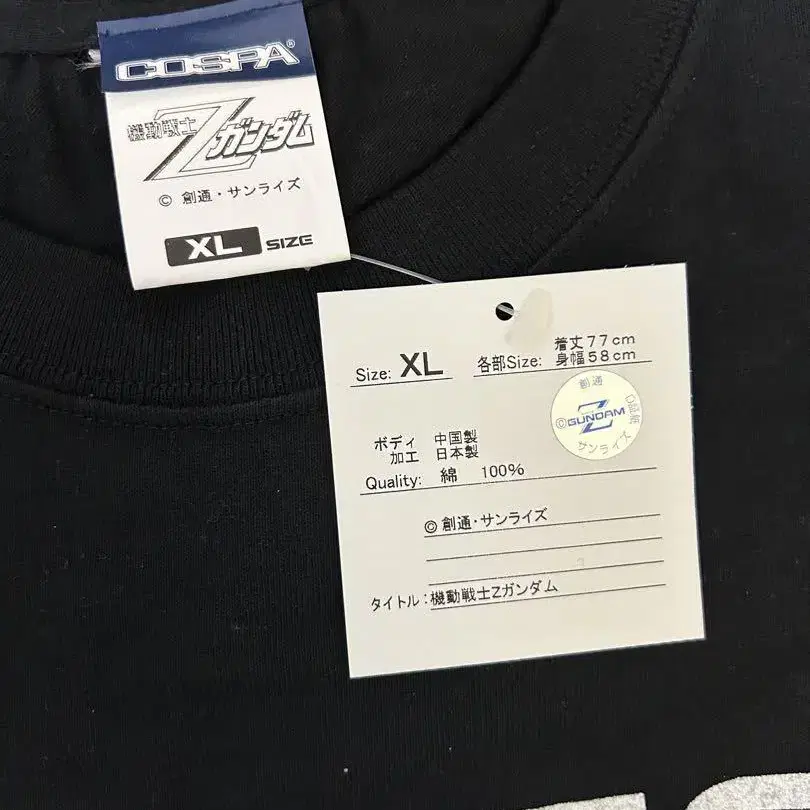 COSPA®
機動戦士Zガンダム
© 創通・サンライズ
XL SIZE
Size: XL 各部Size: 着丈77cm
身幅58cm
創通
©Z GUNDAM
サンライズ
ボディ 中国製
加工 日本製
Quality: 綿 100%
©創通・サンライズ
タイトル:機動戦士Zガンダム